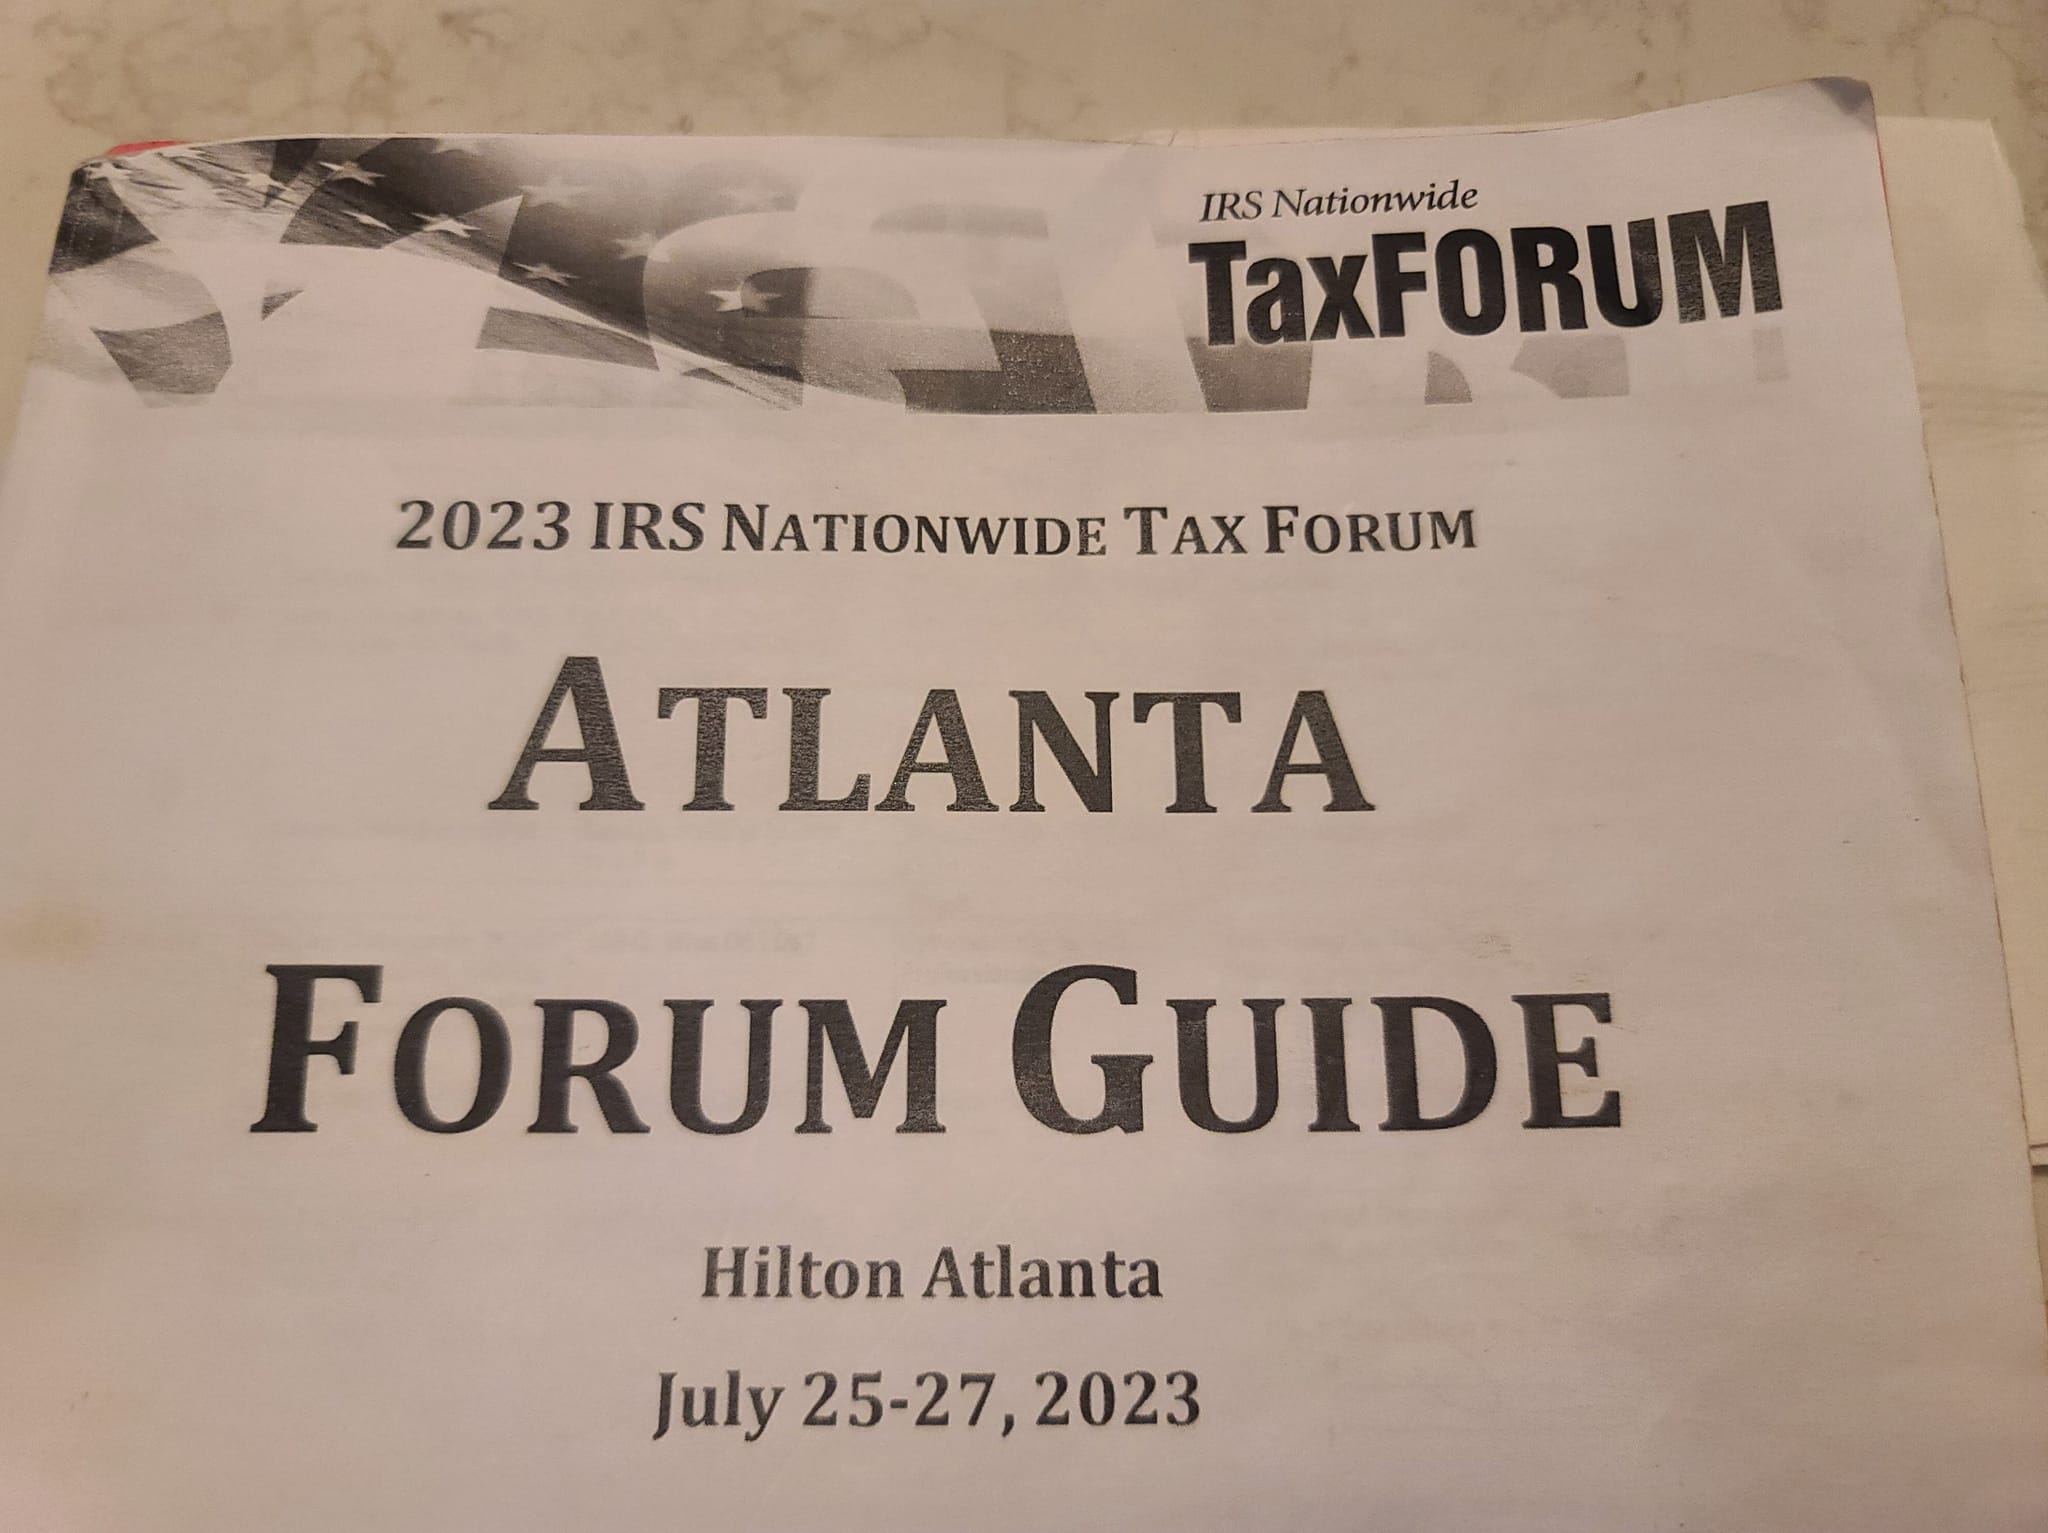 IRS Nationwide
TaxFORUM
2023 IRS NATIONWIDE TAX FORUM
ATLANTA
FORUM GUIDE
Hilton Atlanta
July 25-27, 2023